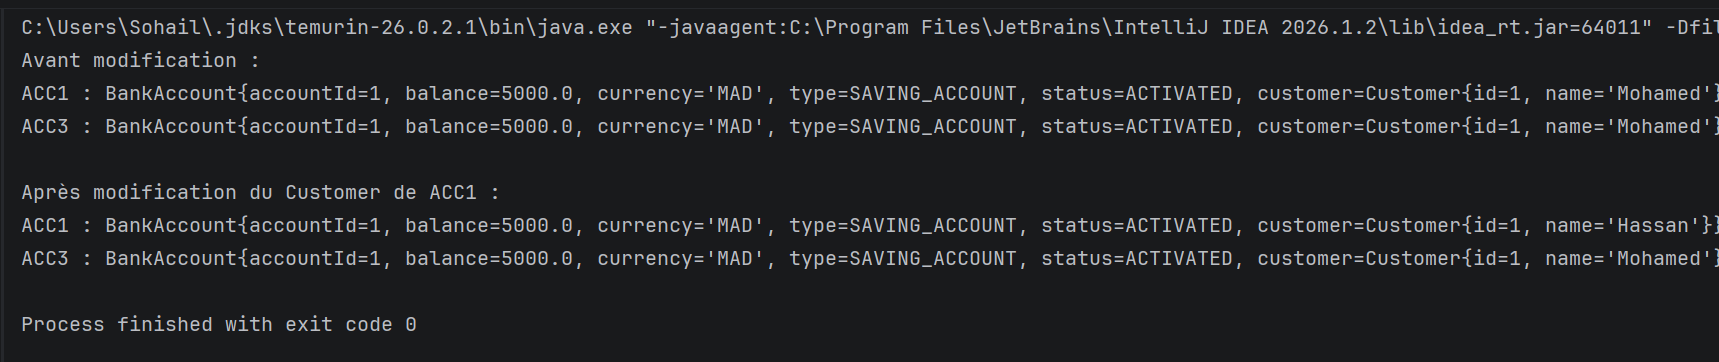 C:\Users\Sohail\.jdks\temurin-26.0.2.1\bin\java.exe "-javaagent:C:\Program Files\JetBrains\IntelliJ IDEA 2026.1.2\lib\idea_rt.jar=64011" -Dfil
Avant modification :
ACC1 : BankAccount{accountId=1, balance=5000.0, currency='MAD', type=SAVING_ACCOUNT, status=ACTIVATED, customer=Customer{id=1, name='Mohamed'}
ACC3 : BankAccount{accountId=1, balance=5000.0, currency='MAD', type=SAVING_ACCOUNT, status=ACTIVATED, customer=Customer{id=1, name='Mohamed'}
Après modification du Customer de ACC1 :
ACC1 : BankAccount{accountId=1, balance=5000.0, currency='MAD', type=SAVING_ACCOUNT, status=ACTIVATED, customer=Customer{id=1, name='Hassan'}}
ACC3 : BankAccount{accountId=1, balance=5000.0, currency='MAD', type=SAVING_ACCOUNT, status=ACTIVATED, customer=Customer{id=1, name='Mohamed'}
Process finished with exit code 0